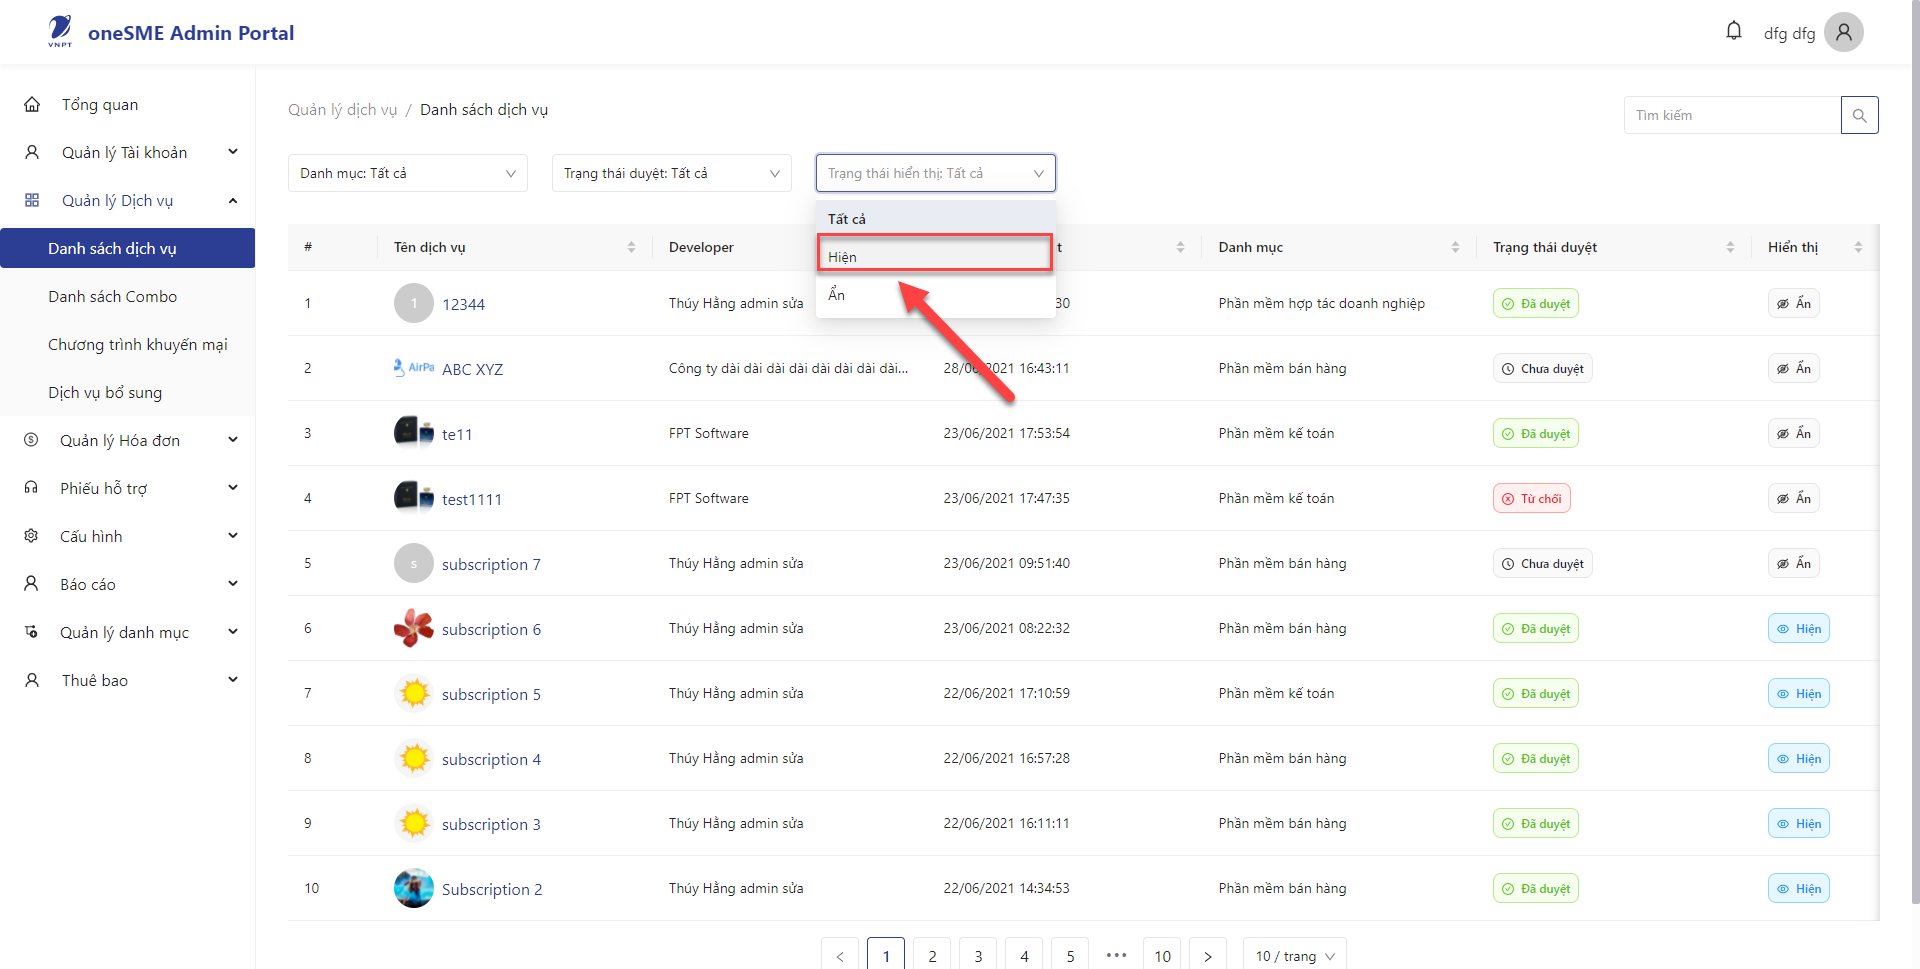 VNPT
oneSME Admin Portal
dfg dfg
Tổng quan
Quản lý Tài khoản
Quản lý Dịch vụ
Danh sách dịch vụ
Danh sách Combo
Chương trình khuyến mại
Dịch vụ bổ sung
Quản lý Hóa đơn
Phiếu hỗ trợ
Cấu hình
Báo cáo
Quản lý danh mục
Thuê bao
Quản lý dịch vụ / Danh sách dịch vụ
Tìm kiếm
Danh mục: Tất cả
Trạng thái duyệt: Tất cả
Trạng thái hiển thị: Tất cả
Tất cả
Hiện
Ẩn
# Tên dịch vụ Developer t Danh mục Trạng thái duyệt Hiển thị
1 1 12344 Thúy Hằng admin sửa 30 Phần mềm hợp tác doanh nghiệp Đã duyệt Ẩn
2 AirPa ABC XYZ Công ty dài dài dài dài dài dài dài dài... 28/06/2021 16:43:11 Phần mềm bán hàng Chưa duyệt Ẩn
3 te11 FPT Software 23/06/2021 17:53:54 Phần mềm kế toán Đã duyệt Ẩn
4 test1111 FPT Software 23/06/2021 17:47:35 Phần mềm kế toán Từ chối Ẩn
5 s subscription 7 Thúy Hằng admin sửa 23/06/2021 09:51:40 Phần mềm bán hàng Chưa duyệt Ẩn
6 subscription 6 Thúy Hằng admin sửa 23/06/2021 08:22:32 Phần mềm bán hàng Đã duyệt Hiện
7 subscription 5 Thúy Hằng admin sửa 22/06/2021 17:10:59 Phần mềm kế toán Đã duyệt Hiện
8 subscription 4 Thúy Hằng admin sửa 22/06/2021 16:57:28 Phần mềm bán hàng Đã duyệt Hiện
9 subscription 3 Thúy Hằng admin sửa 22/06/2021 16:11:11 Phần mềm bán hàng Đã duyệt Hiện
10 Subscription 2 Thúy Hằng admin sửa 22/06/2021 14:34:53 Phần mềm bán hàng Đã duyệt Hiện
< 1 2 3 4 5 ••• 10 > 10 / trang